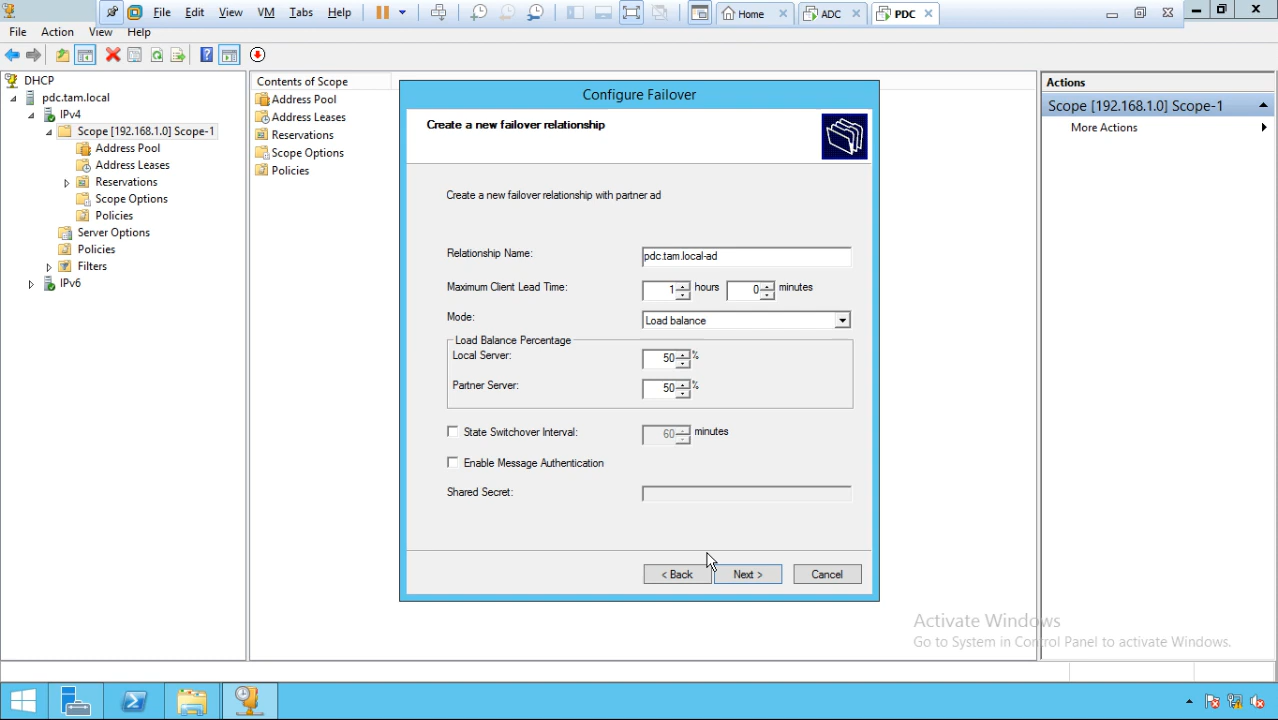 File Edit View VM Tabs Help Home ADC PDC
File Action View Help
DHCP
pdc.tam.local
IPv4
Scope [192.168.1.0] Scope-1
Address Pool
Address Leases
Reservations
Scope Options
Policies
Server Options
Policies
Filters
IPv6
Contents of Scope
Address Pool
Address Leases
Reservations
Scope Options
Policies
Configure Failover
Create a new failover relationship
Create a new failover relationship with partner ad
Relationship Name: pdc.tam.local-ad
Maximum Client Lead Time: 1 hours 0 minutes
Mode: Load balance
Load Balance Percentage
Local Server: 50 %
Partner Server: 50 %
State Switchover Interval: 60 minutes
Enable Message Authentication
Shared Secret:
< Back Next > Cancel
Actions
Scope [192.168.1.0] Scope-1
More Actions
Activate Windows
Go to System in Control Panel to activate Windows.